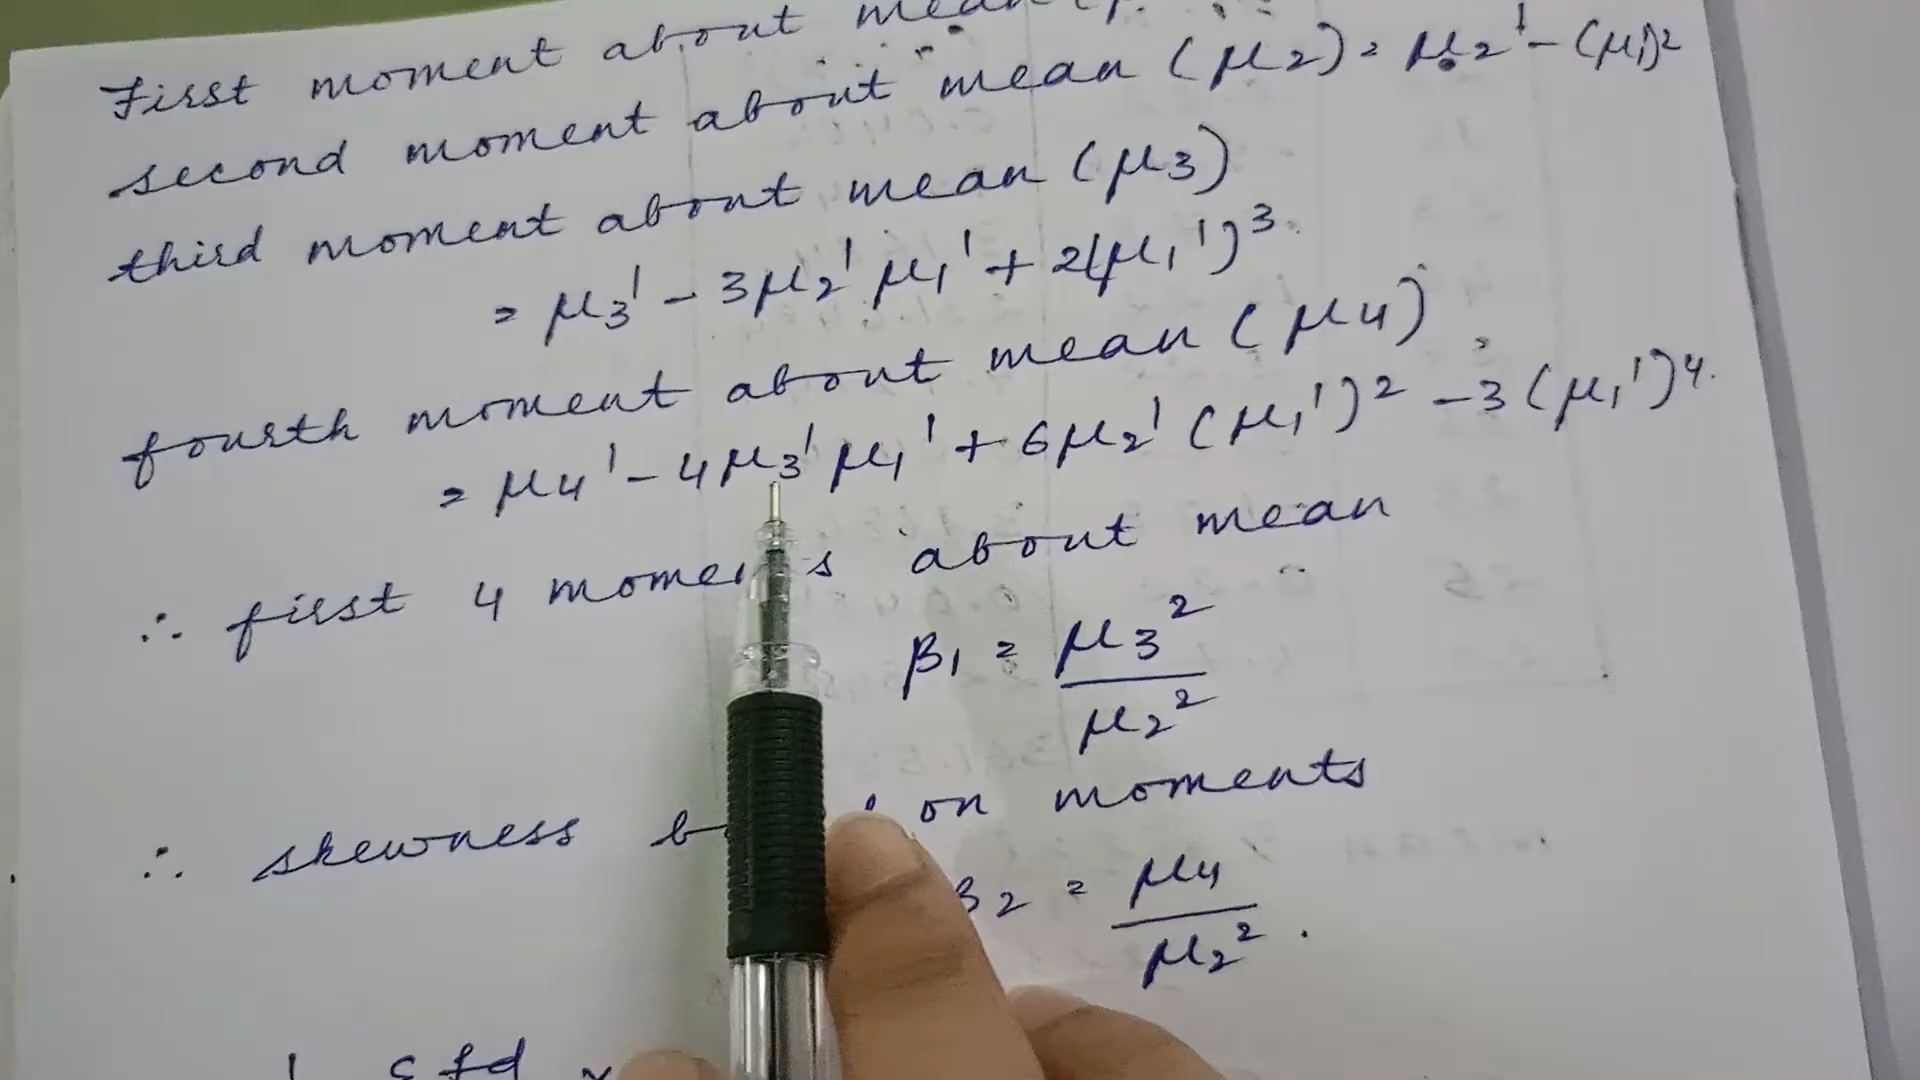 First moment about mean
second moment about mean (μ2) = μ2' - (μ1')2
third moment about mean (μ3)
= μ3' - 3μ2' μ1' + 2(μ1')3.
fourth moment about mean (μ4)
= μ4' - 4μ3' μ1' + 6μ2' (μ1')2 - 3(μ1')4.
∴ first 4 moments about mean
β1 = μ3² / μ2²
∴ skewness on moments
β2 = μ4 / μ2².